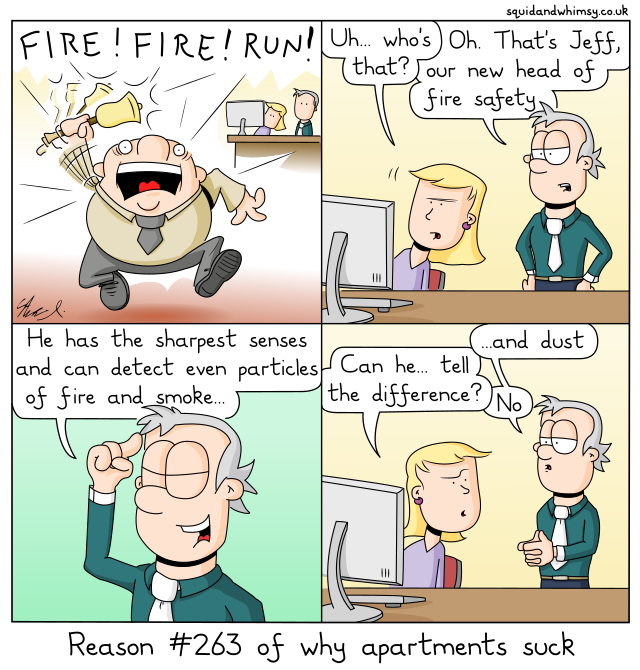 squidandwhimsy.co.uk
FIRE! FIRE! RUN!
Uh... who's
that?
Oh. That's Jeff,
our new head of
fire safety
He has the sharpest senses
and can detect even particles
of fire and smoke...
...and dust
Can he... tell
the difference?
No
Reason #263 of why apartments suck